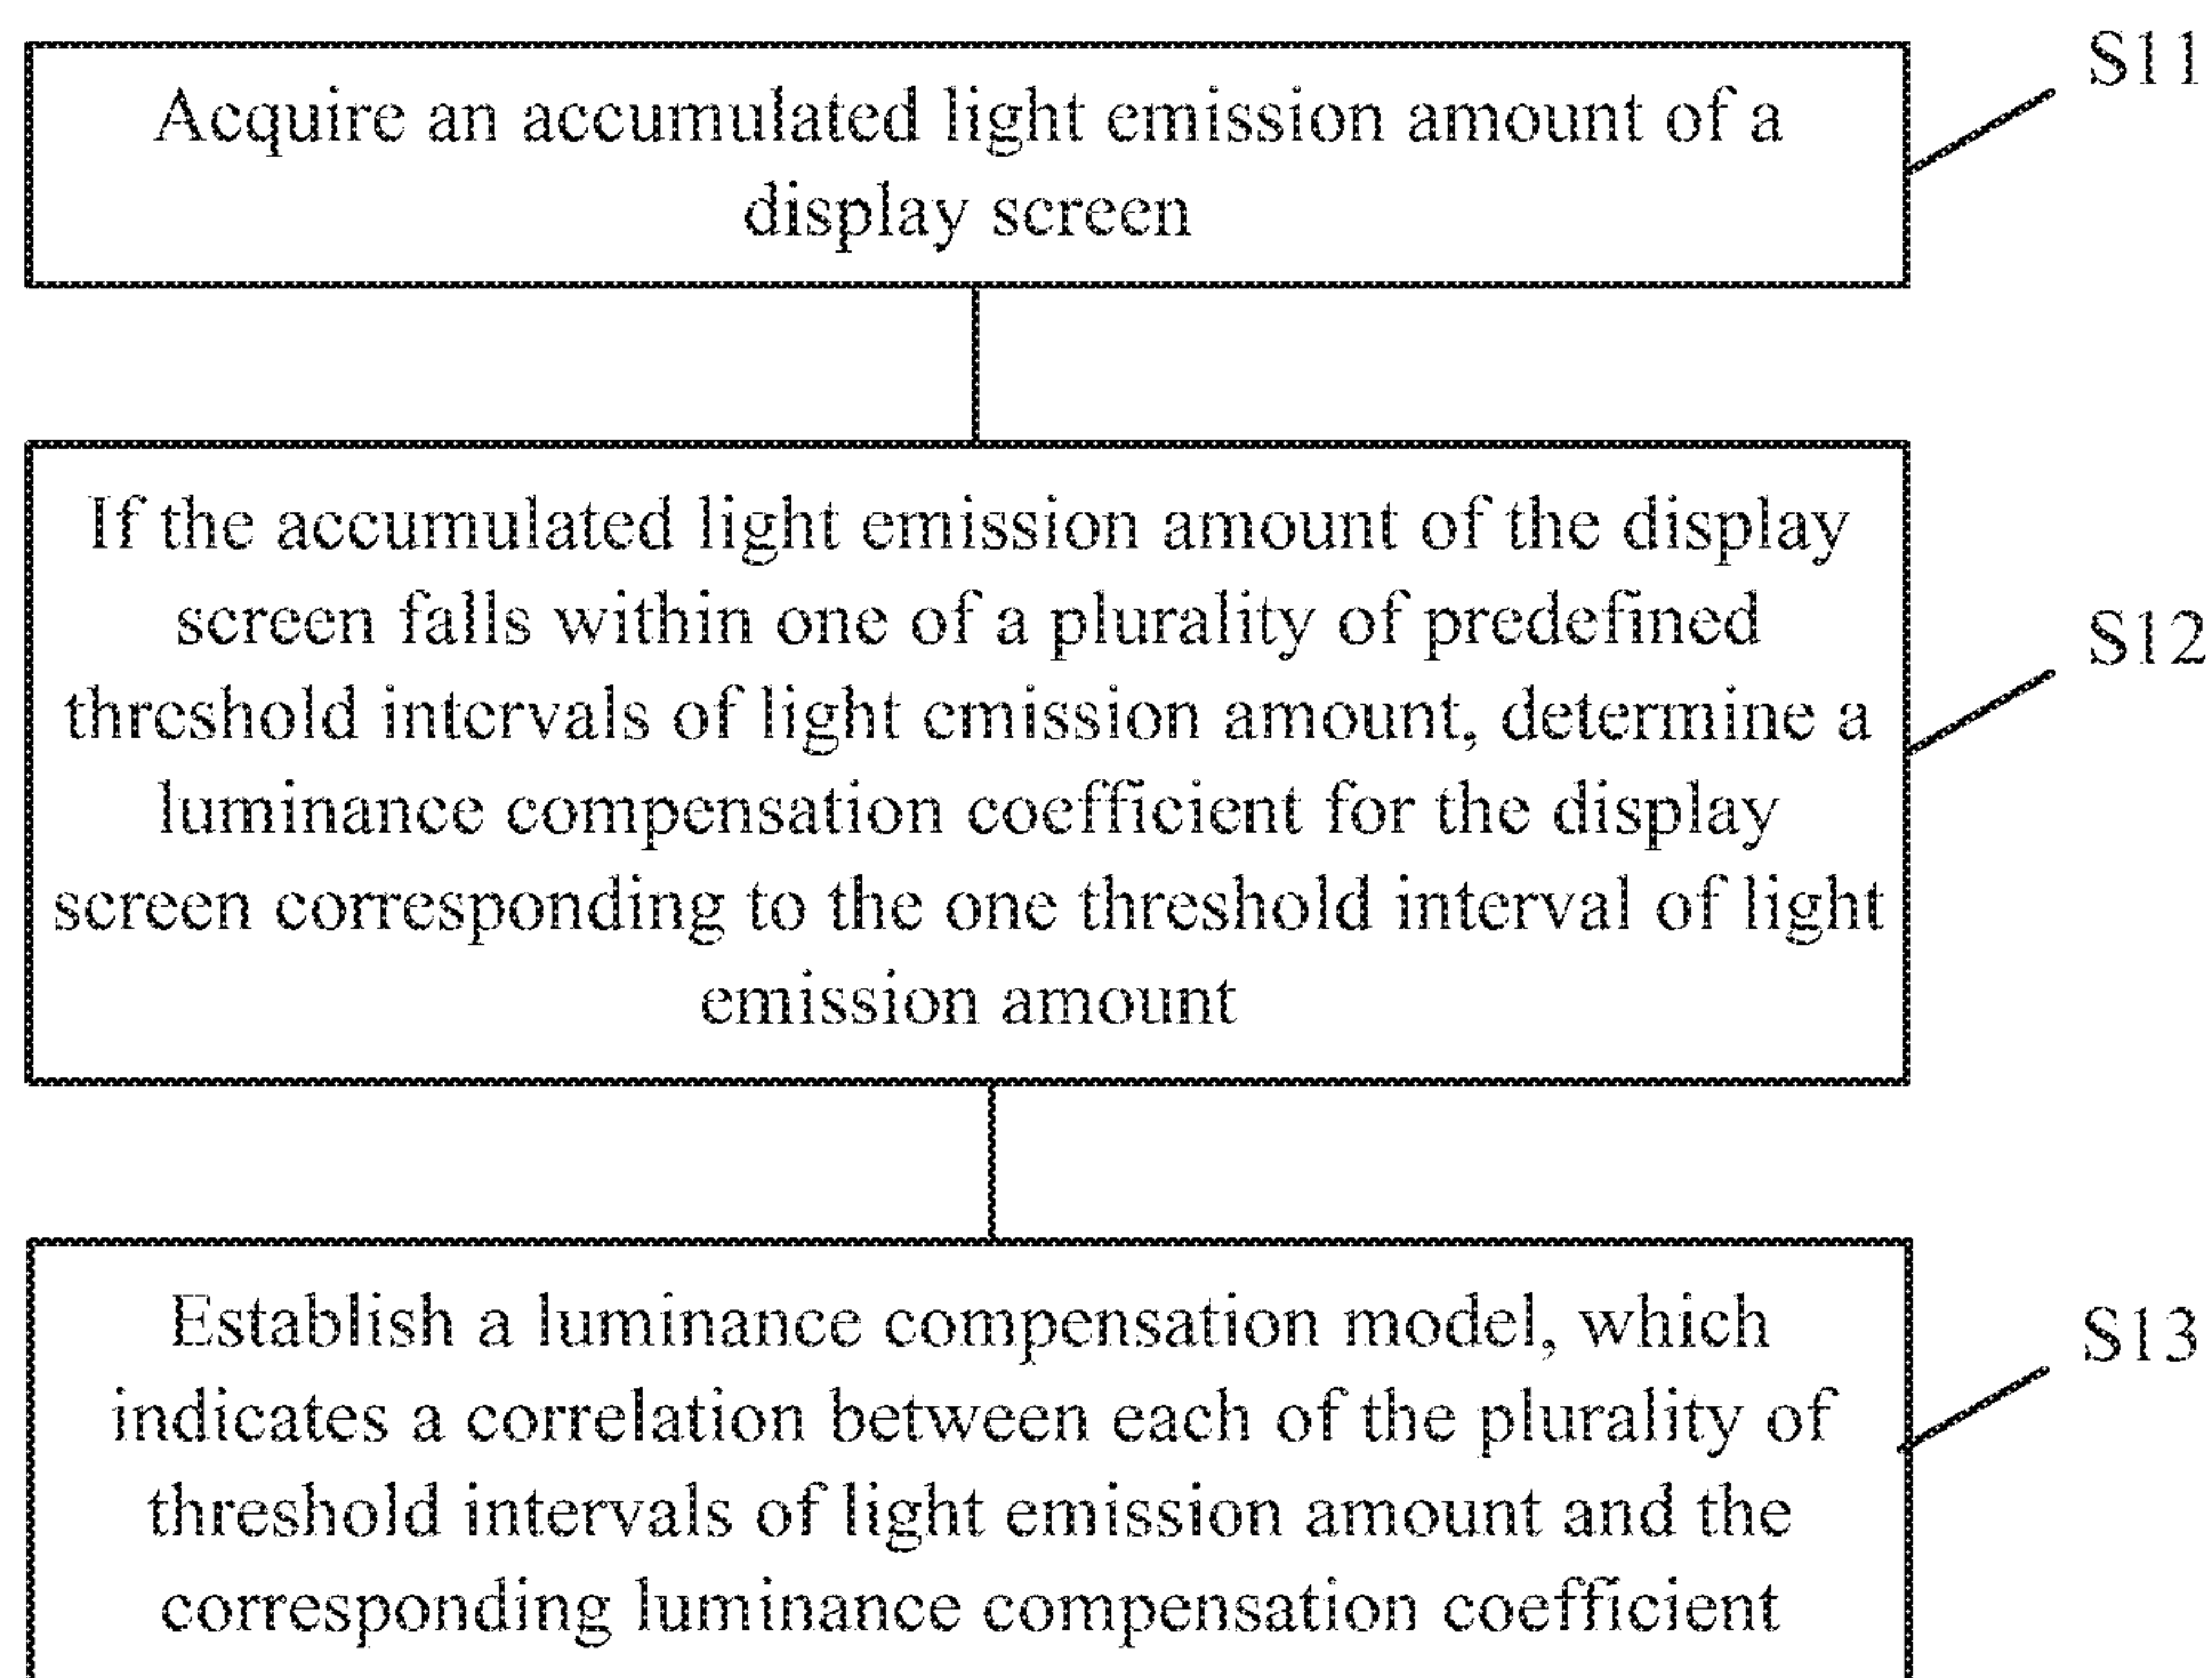 S11
Acquire an accumulated light emission amount of a
display screen
If the accumulated light emission amount of the display
screen falls within one of a plurality of predefined
S12
threshold intervals of light emission amount, determine a
luminance compensation coefficient for the display
screen corresponding to the one threshold interval of light
emission amount
Establish a luminance compensation model, which
S13
indicates a correlation between each of the plurality of
threshold intervals of light emission amount and the
corresponding luminance compensation coefficient